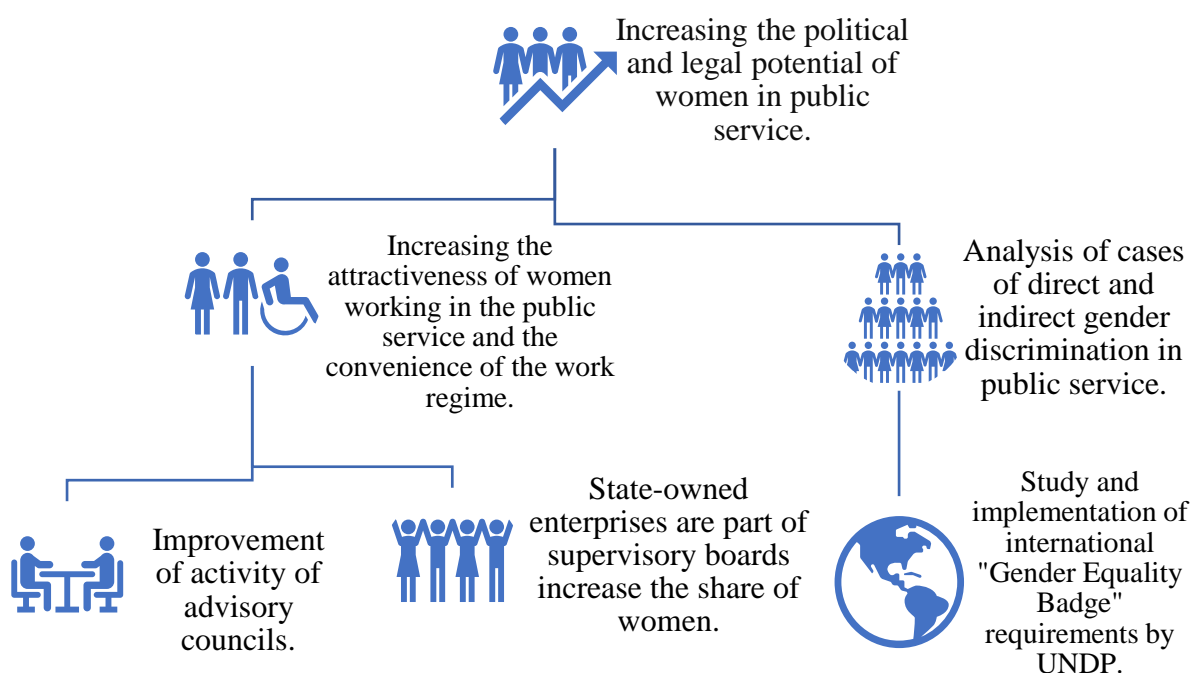 Increasing the political
and legal potential of
women in public
service.
Increasing the
attractiveness of women
working in the public
service and the
convenience of the work
regime.
Analysis of cases
of direct and
indirect gender
discrimination in
public service.
Improvement
of activity of
advisory
councils.
State-owned
enterprises are part of
supervisory boards
increase the share of
women.
Study and
implementation of
international
"Gender Equality
Badge"
requirements by
UNDP.